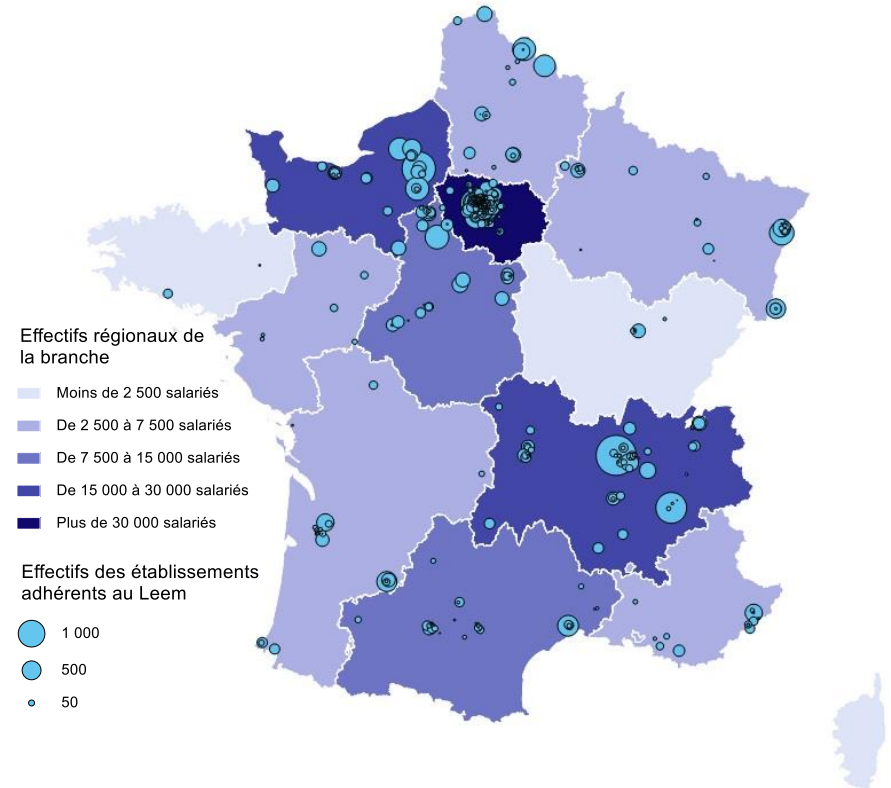 Effectifs régionaux de
la branche
Moins de 2 500 salariés
De 2 500 à 7 500 salariés
De 7 500 à 15 000 salariés
De 15 000 à 30 000 salariés
Plus de 30 000 salariés
Effectifs des établissements
adhérents au Leem
1 000
500
50